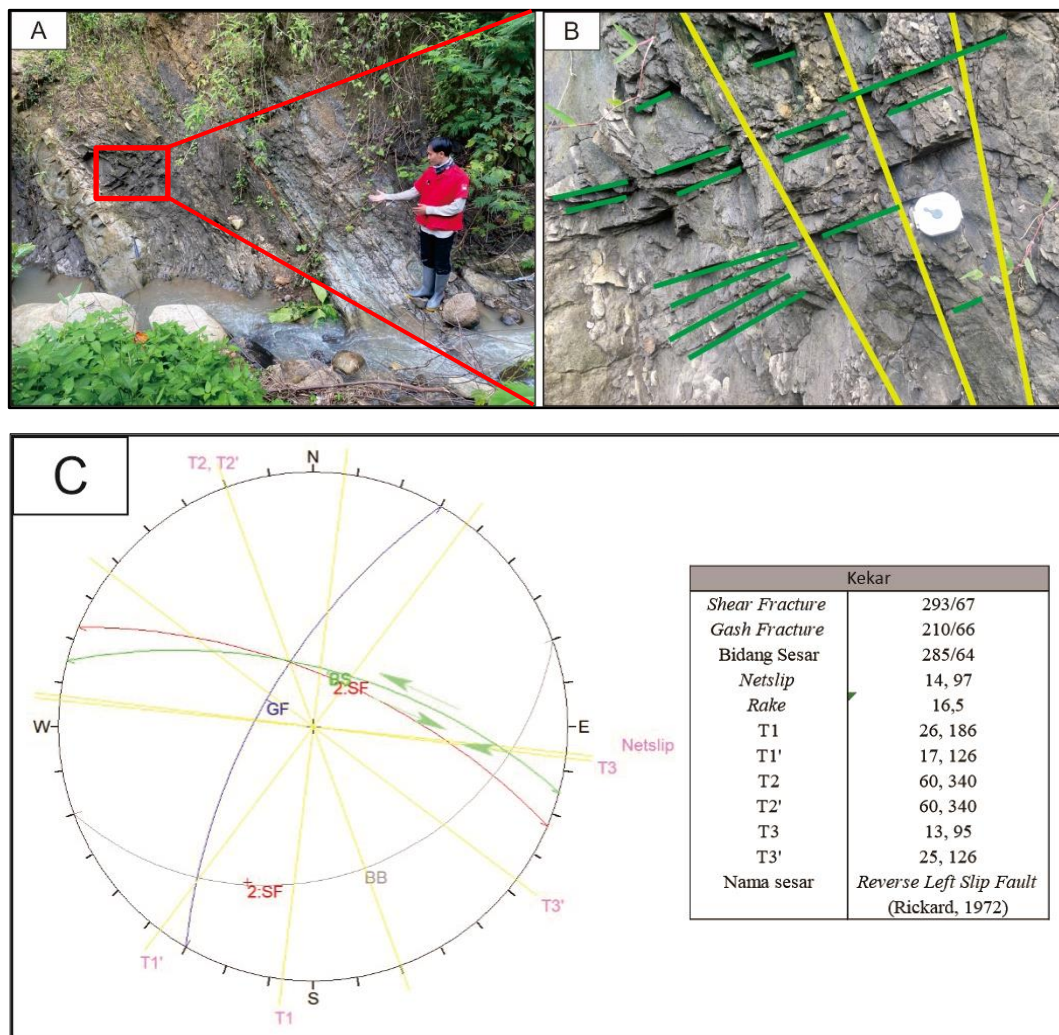 A
B
C
T2, T2'
N
BS
2.SF
GF
W
E
Netslip
T3
BB
2.SF
T3'
T1'
S
T1
Kekar
Shear Fracture 293/67
Gash Fracture 210/66
Bidang Sesar 285/64
Netslip 14, 97
Rake 16,5
T1 26, 186
T1' 17, 126
T2 60, 340
T2' 60, 340
T3 13, 95
T3' 25, 126
Nama sesar Reverse Left Slip Fault
(Rickard, 1972)